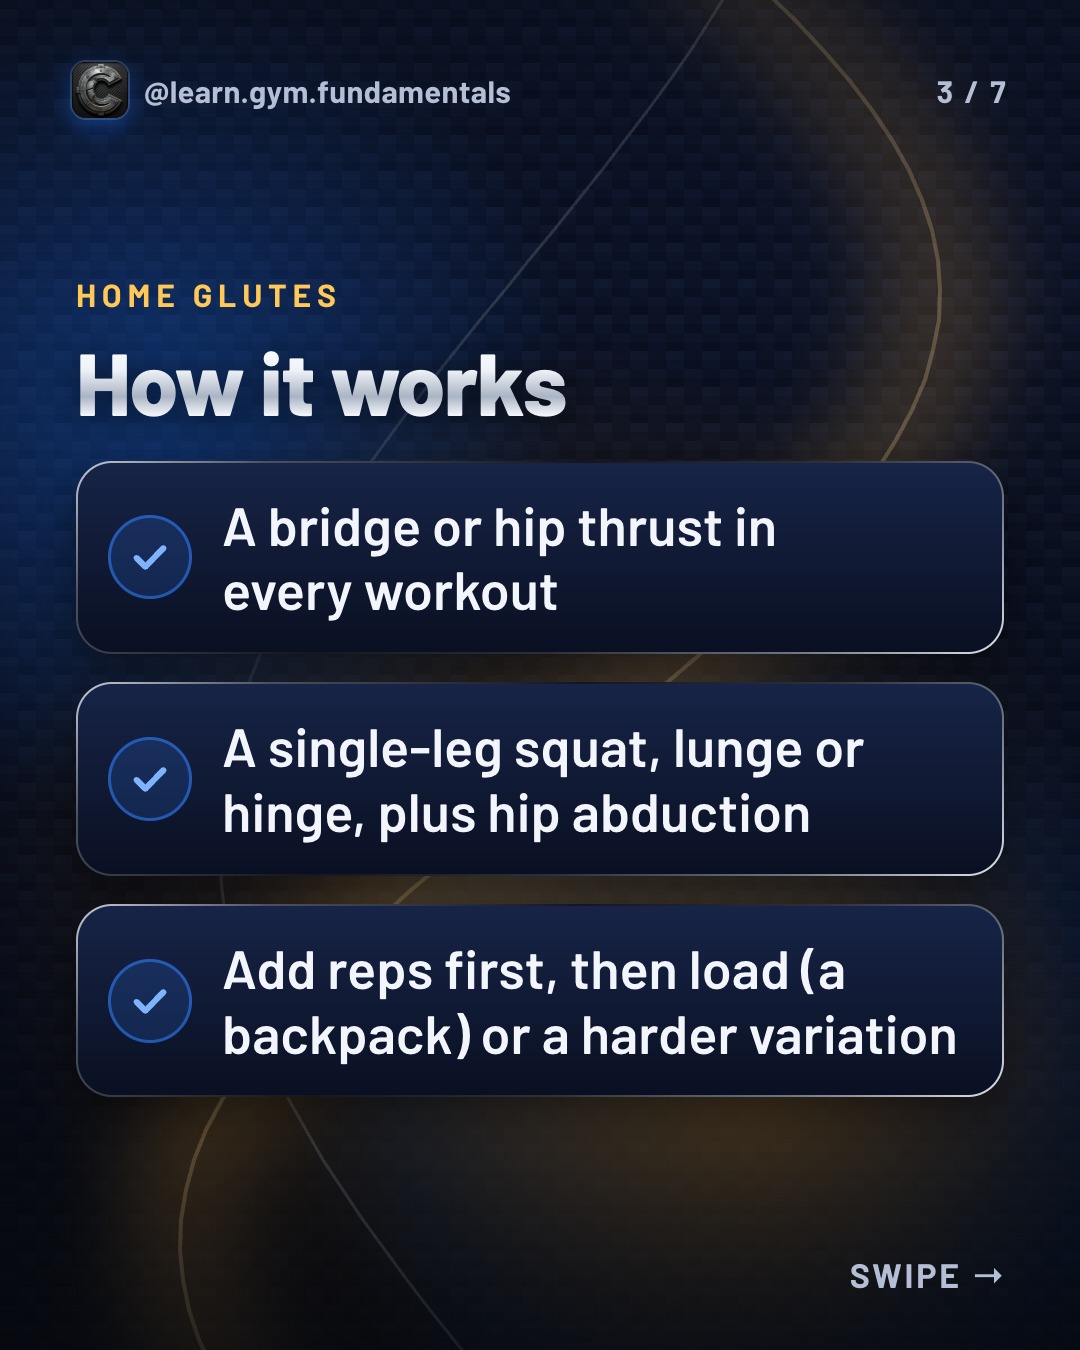 @learn.gym.fundamentals
3 / 7
HOME GLUTES
How it works
A bridge or hip thrust in
every workout
A single-leg squat, lunge or
hinge, plus hip abduction
Add reps first, then load (a
backpack) or a harder variation
SWIPE →